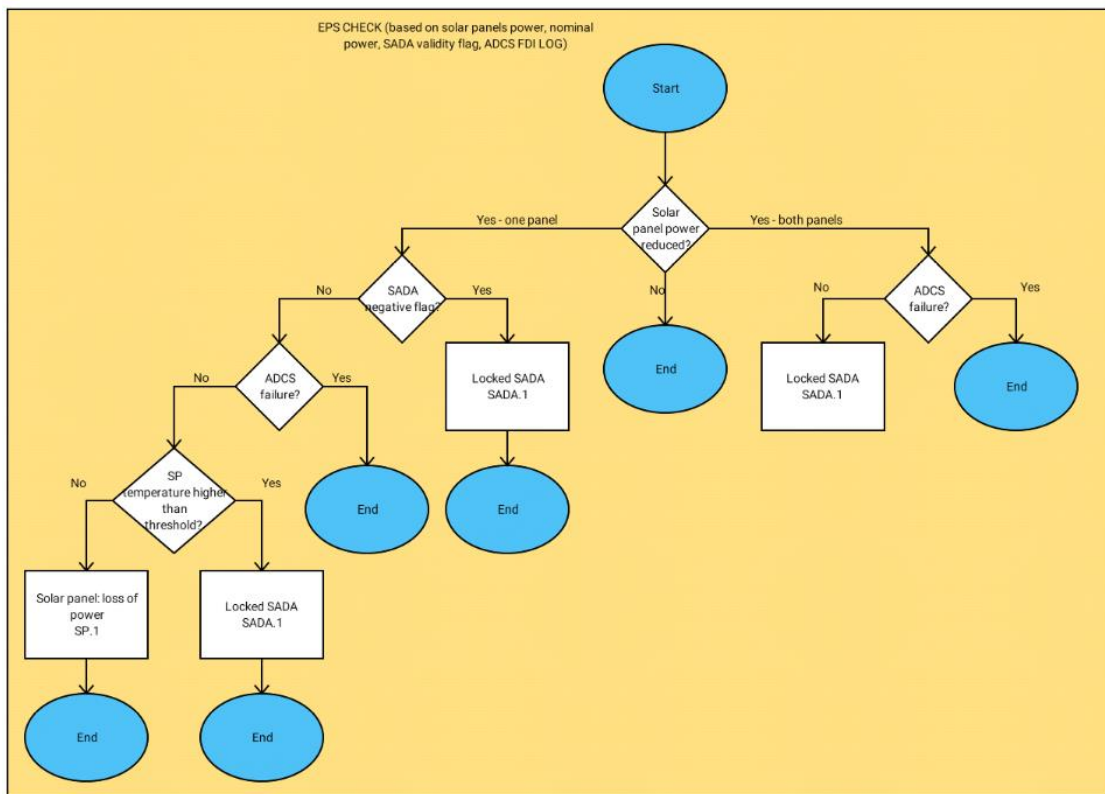 EPS CHECK (based on solar panels power, nominal
power, SADA validity flag, ADCS FDI LOG)
Start
Yes - one panel
Solar
panel power
reduced?
Yes - both panels
No
SADA
negative flag?
Yes
No
No
ADCS
failure?
Yes
End
No
ADCS
failure?
Yes
Locked SADA
SADA.1
Locked SADA
SADA.1
End
No
SP
temperature higher
than
threshold?
Yes
End
End
Solar panel: loss of
power
SP.1
Locked SADA
SADA.1
End
End